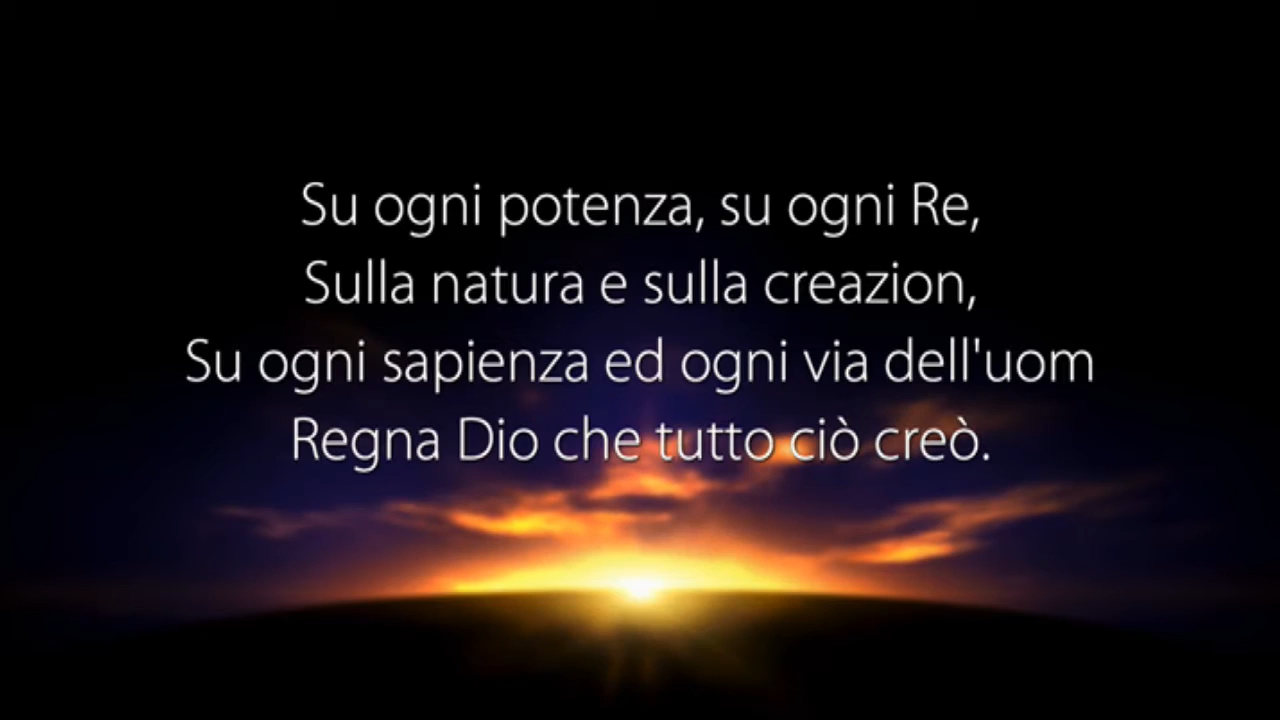 Su ogni potenza, su ogni Re,
Sulla natura e sulla creazion,
Su ogni sapienza ed ogni via dell'uom
Regna Dio che tutto ciò creò.